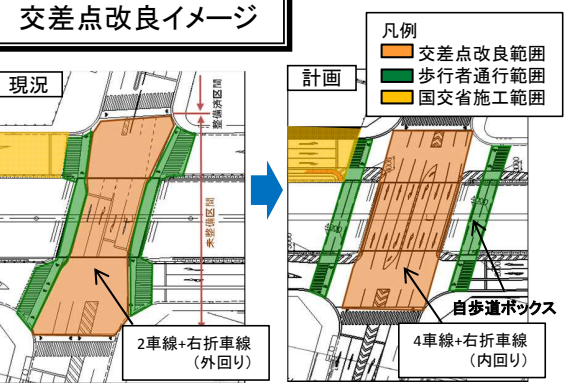 交差点改良イメージ
凡例
交差点改良範囲
歩行者通行範囲
国交省施工範囲
現況
整備済区間
未整備区間
2車線+右折車線
（外回り）
計画
自歩道ボックス
4車線+右折車線
（内回り）